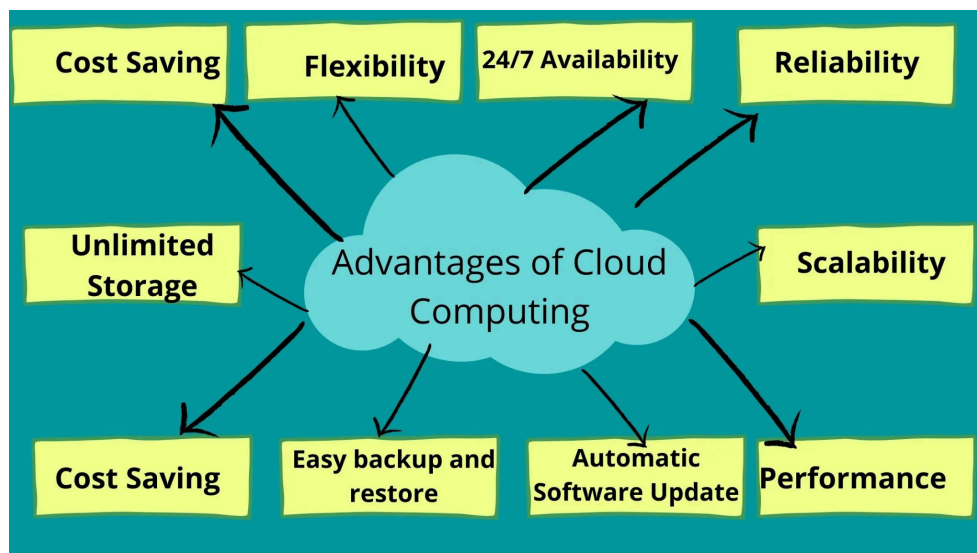 Cost Saving
Flexibility
24/7 Availability
Reliability
Unlimited
Storage
Advantages of Cloud
Computing
Scalability
Cost Saving
Easy backup and
restore
Automatic
Software Update
Performance